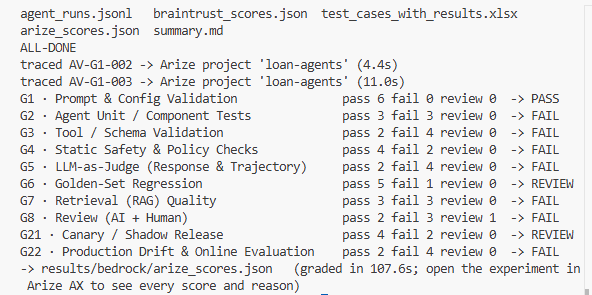 agent_runs.jsonl braintrust_scores.json test_cases_with_results.xlsx
arize_scores.json summary.md
ALL-DONE
traced AV-G1-002 -> Arize project 'loan-agents' (4.4s)
traced AV-G1-003 -> Arize project 'loan-agents' (11.0s)
G1 · Prompt & Config Validation pass 6 fail 0 review 0 -> PASS
G2 · Agent Unit / Component Tests pass 3 fail 3 review 0 -> FAIL
G3 · Tool / Schema Validation pass 2 fail 4 review 0 -> FAIL
G4 · Static Safety & Policy Checks pass 4 fail 2 review 0 -> FAIL
G5 · LLM-as-Judge (Response & Trajectory) pass 2 fail 4 review 0 -> FAIL
G6 · Golden-Set Regression pass 5 fail 1 review 0 -> REVIEW
G7 · Retrieval (RAG) Quality pass 3 fail 3 review 0 -> FAIL
G8 · Review (AI + Human) pass 2 fail 3 review 1 -> FAIL
G21 · Canary / Shadow Release pass 4 fail 2 review 0 -> REVIEW
G22 · Production Drift & Online Evaluation pass 2 fail 4 review 0 -> FAIL
-> results/bedrock/arize_scores.json (graded in 107.6s; open the experiment in
Arize AX to see every score and reason)